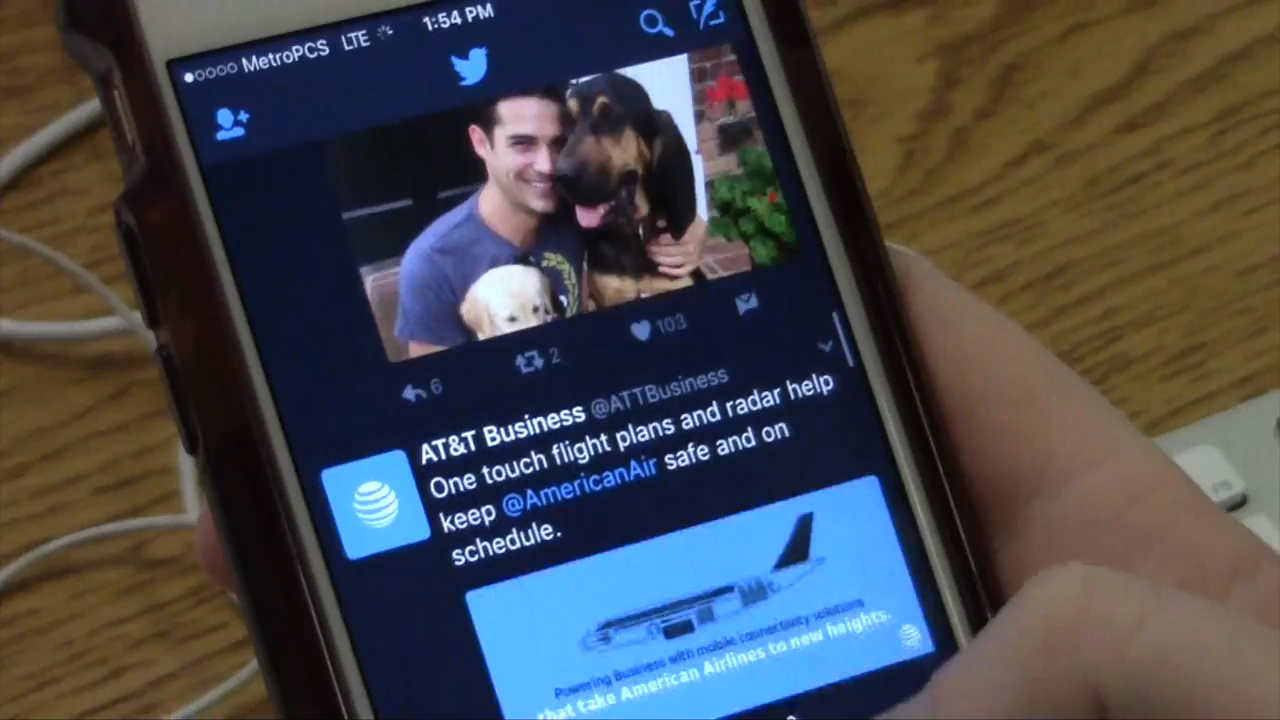 MetroPCS LTE 1:54 PM
6 2 103
AT&T Business @ATTBusiness
One touch flight plans and radar help
keep @AmericanAir safe and on
schedule.
Powering Business with mobile connectivity solutions
that take American Airlines to new heights.